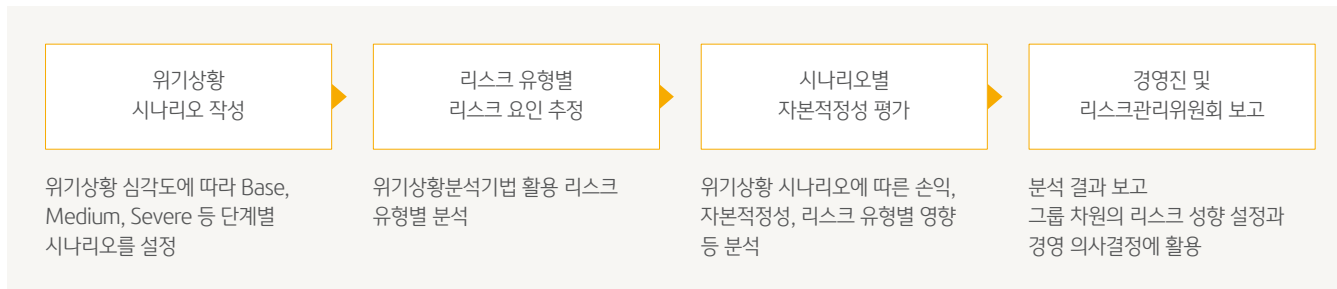 위기상황
시나리오 작성
위기상황 심각도에 따라 Base,
Medium, Severe 등 단계별
시나리오를 설정
리스크 유형별
리스크 요인 추정
위기상황분석기법 활용 리스크
유형별 분석
시나리오별
자본적정성 평가
위기상황 시나리오에 따른 손익,
자본적정성, 리스크 유형별 영향
등 분석
경영진 및
리스크관리위원회 보고
분석 결과 보고
그룹 차원의 리스크 성향 설정과
경영 의사결정에 활용